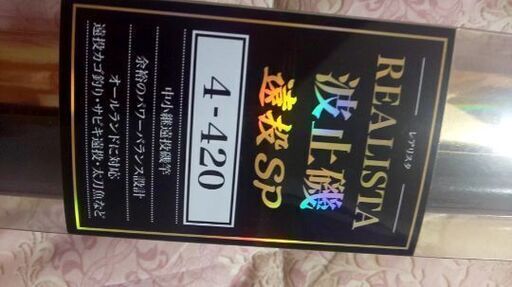 REALISTA
レアリスタ
波止磯
遠投SP
4-420
中小継遠投磯竿
余裕のパワーバランス設計
オールランドに対応
遠投カゴ釣り・サビキ遠投・太刀魚など